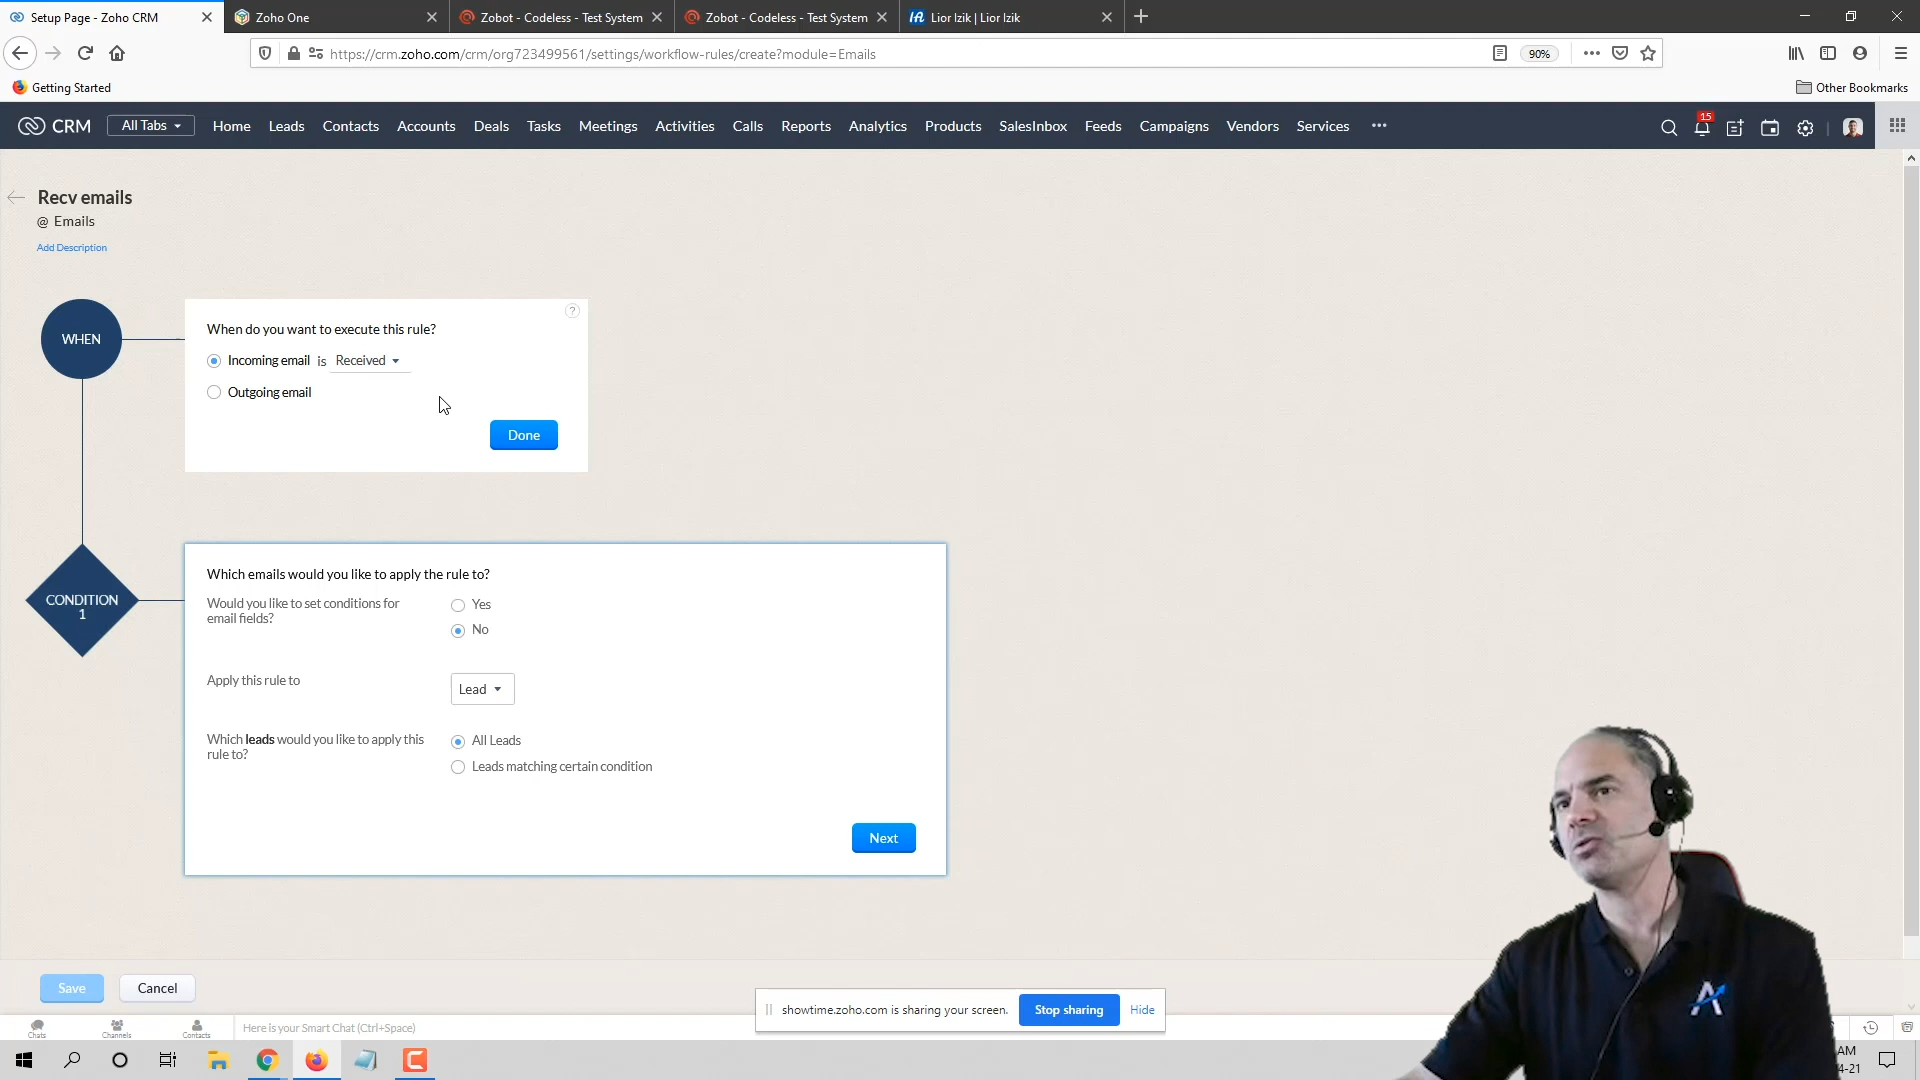 Setup Page - Zoho CRM
Zoho One
Zobot - Codeless - Test System
Zobot - Codeless - Test System
Lior Izik | Lior Izik
https://crm.zoho.com/crm/org723499561/settings/workflow-rules/create?module=Emails
90%
Getting Started
Other Bookmarks
CRM
All Tabs
Home
Leads
Contacts
Accounts
Deals
Tasks
Meetings
Activities
Calls
Reports
Analytics
Products
SalesInbox
Feeds
Campaigns
Vendors
Services
15
Recv emails
@ Emails
Add Description
WHEN
When do you want to execute this rule?
?
Incoming email is Received
Outgoing email
Done
CONDITION
1
Which emails would you like to apply the rule to?
Would you like to set conditions for
email fields?
Yes
No
Apply this rule to
Lead
Which leads would you like to apply this
rule to?
All Leads
Leads matching certain condition
Next
Save
Cancel
showtime.zoho.com is sharing your screen.
Stop sharing
Hide
Chats
Channels
Contacts
Here is your Smart Chat (Ctrl+Space)
AM
4-21